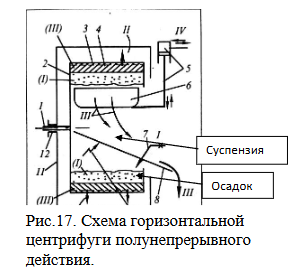 (III) 3 4 II IV
2
(I)
5
6
III
I
7 I
Суспензия
12
11
(I)
Осадок
(III)
8 III
Рис.17. Схема горизонтальной
центрифуги полунепрерывного
действия.